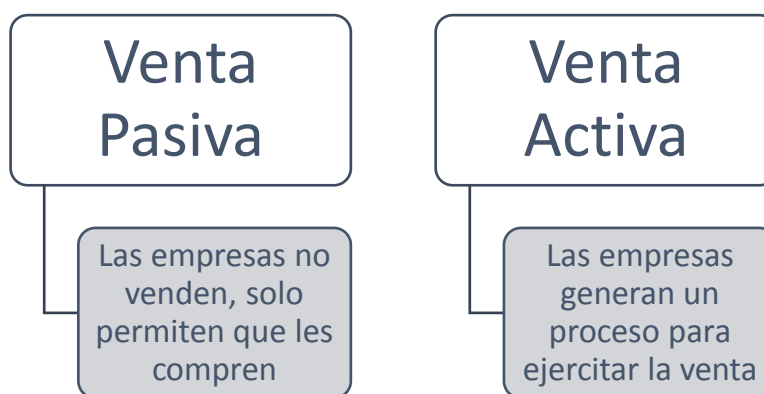 Venta
Pasiva
Las empresas no
venden, solo
permiten que les
compren
Venta
Activa
Las empresas
generan un
proceso para
ejercitar la venta